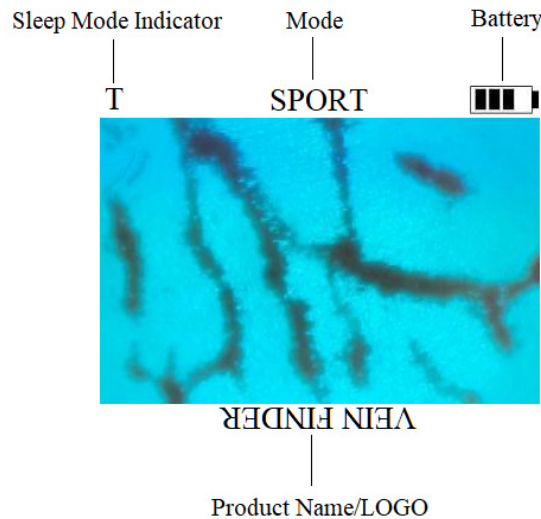 Sleep Mode Indicator Mode Battery
T SPORT
VEIN FINDER
Product Name/LOGO